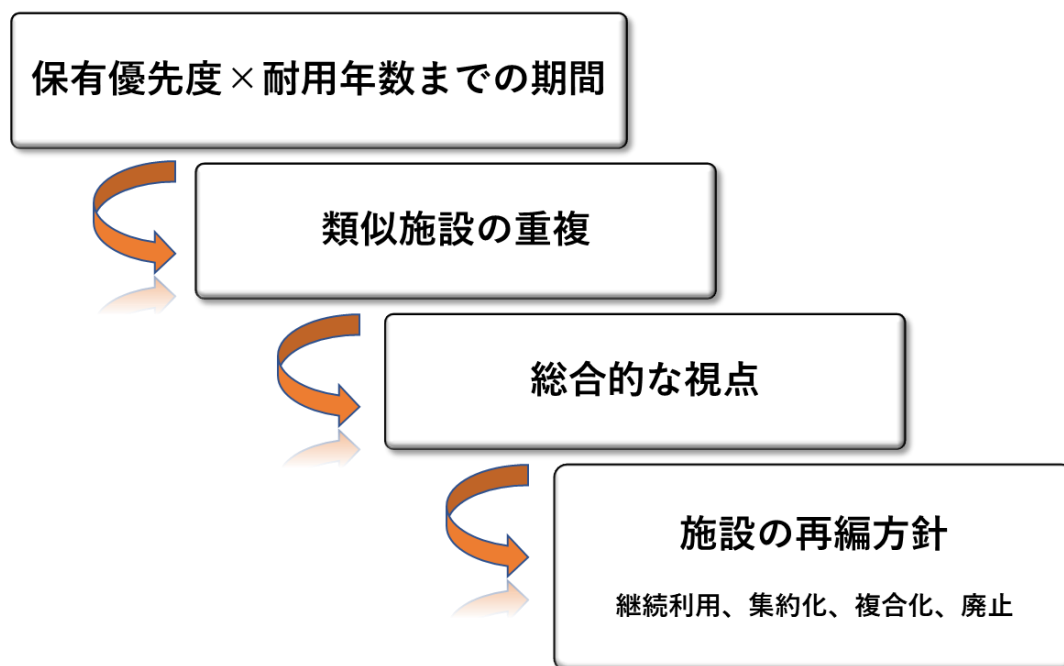 保有優先度×耐用年数までの期間
類似施設の重複
総合的な視点
施設の再編方針
継続利用、集約化、複合化、廃止